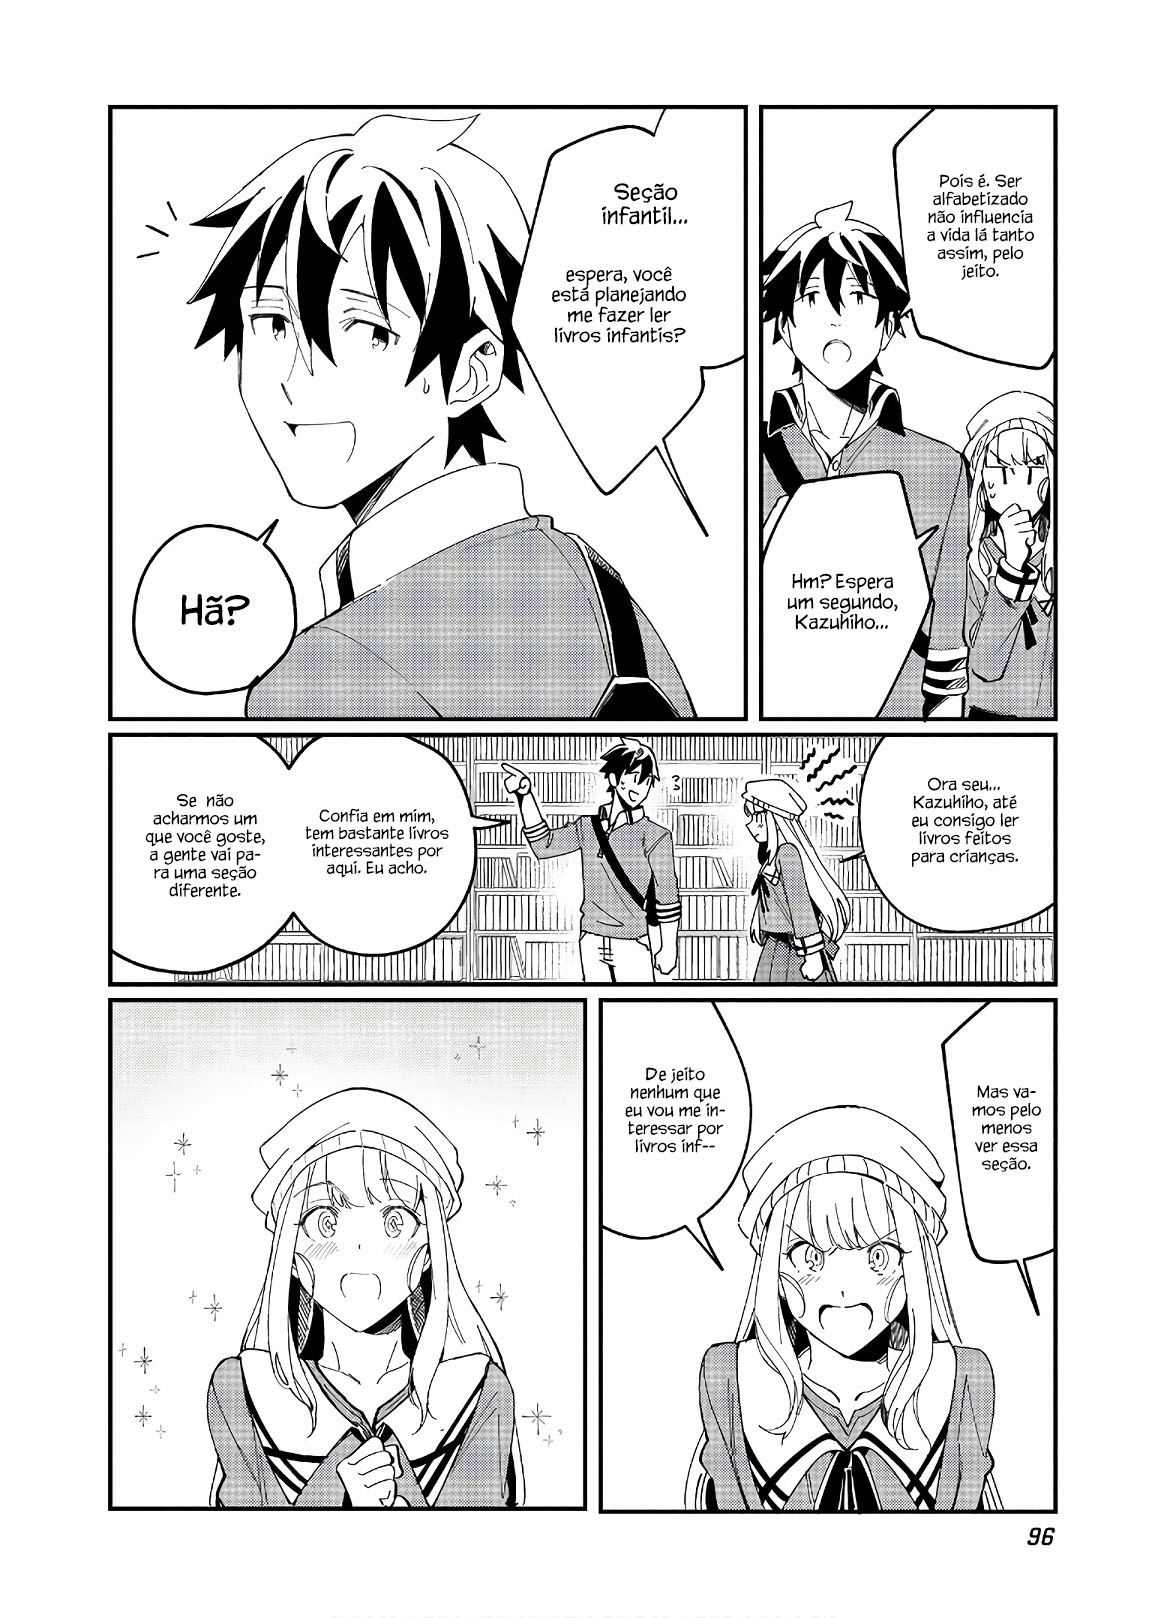 Pois é. Ser
alfabetizado
não influencia
a vida lá tanto
assim, pelo
jeito.
Hm? Espera
um segundo,
Kazuhiho...
Seção
infantil...
espera, você
está planejando
me fazer ler
livros infantis?
Hã?
Ora seu...
Kazuhiho, até
eu consigo ler
livros feitos
para crianças.
Confia em mim,
tem bastante livros
interessantes por
aqui. Eu acho.
Se não
acharmos um
que você goste,
a gente vai pa-
ra uma seção
diferente.
Mas va-
mos pelo
menos
ver essa
seção.
De jeito
nenhum que
eu vou me in-
teressar por
livros inf--
96